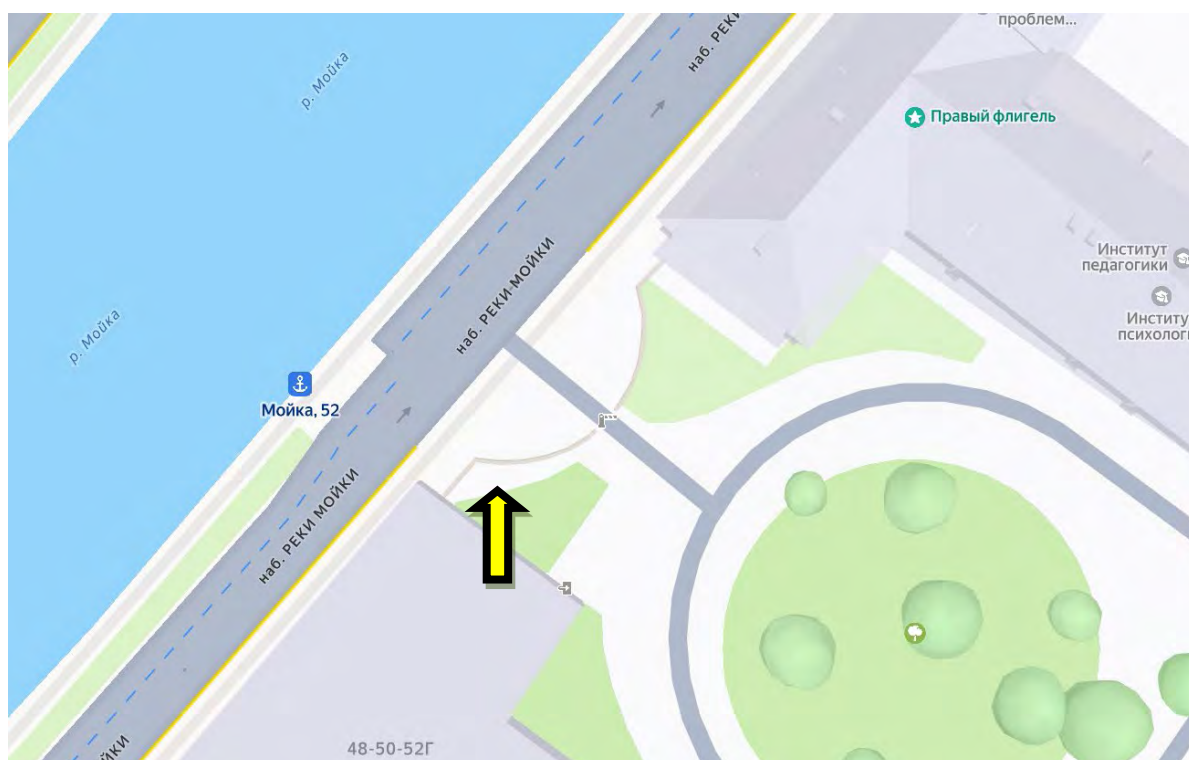 проблем...
наб. РЕКИ
р. Мойка
Правый флигель
наб. РЕКИ МОЙКИ
Институт
педагогики
р. Мойка
Мойка, 52
наб. РЕКИ МОЙКИ
48-50-52Г